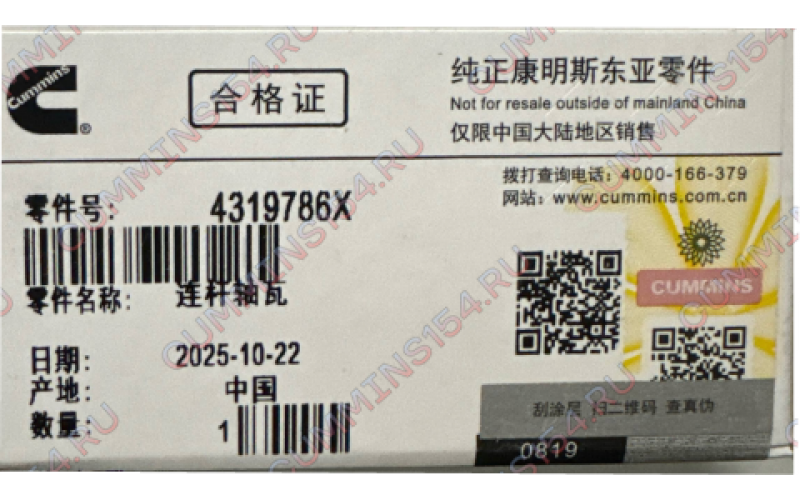 Cummins
®
合格证
纯正康明斯东亚零件
Not for resale outside of mainland China
仅限中国大陆地区销售
拨打查询电话：4000-166-379
网站：www.cummins.com.cn
零件号： 4319786X
零件名称： 连杆轴瓦
日期： 2025-10-22
产地： 中国
数量： 1
CUMMINS
刮涂层 扫二维码 查真伪
0819
CUMMINS154.RU